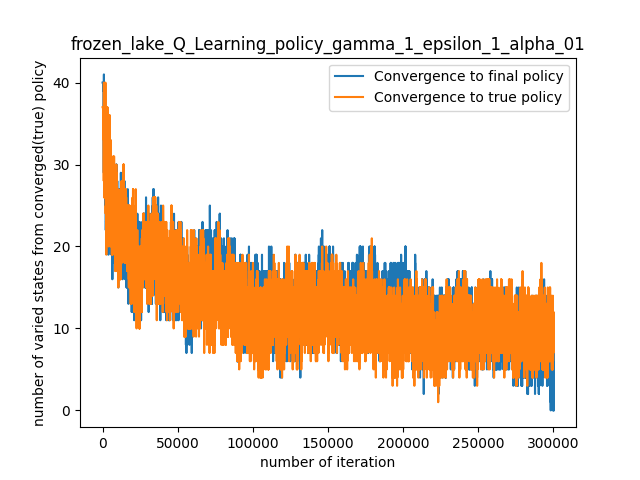 frozen_lake_Q_Learning_policy_gamma_1_epsilon_1_alpha_01
Convergence to final policy
Convergence to true policy
number of varied states from converged(true) policy
40
30
20
10
0
0 50000 100000 150000 200000 250000 300000
number of iteration